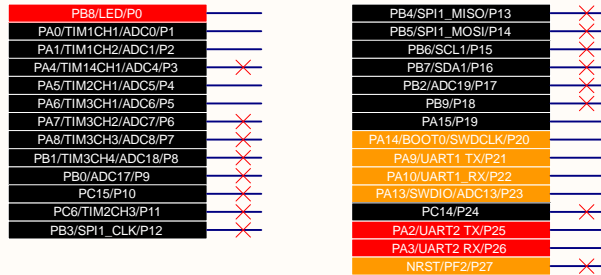 PB8/LED/P0
PA0/TIM1CH1/ADC0/P1
PA1/TIM1CH2/ADC1/P2
PA4/TIM14CH1/ADC4/P3
PA5/TIM2CH1/ADC5/P4
PA6/TIM3CH1/ADC6/P5
PA7/TIM3CH2/ADC7/P6
PA8/TIM3CH3/ADC8/P7
PB1/TIM3CH4/ADC18/P8
PB0/ADC17/P9
PC15/P10
PC6/TIM2CH3/P11
PB3/SPI1_CLK/P12
PB4/SPI1_MISO/P13
PB5/SPI1_MOSI/P14
PB6/SCL1/P15
PB7/SDA1/P16
PB2/ADC19/P17
PB9/P18
PA15/P19
PA14/BOOT0/SWDCLK/P20
PA9/UART1 TX/P21
PA10/UART1_RX/P22
PA13/SWDIO/ADC13/P23
PC14/P24
PA2/UART2 TX/P25
PA3/UART2 RX/P26
NRST/PF2/P27